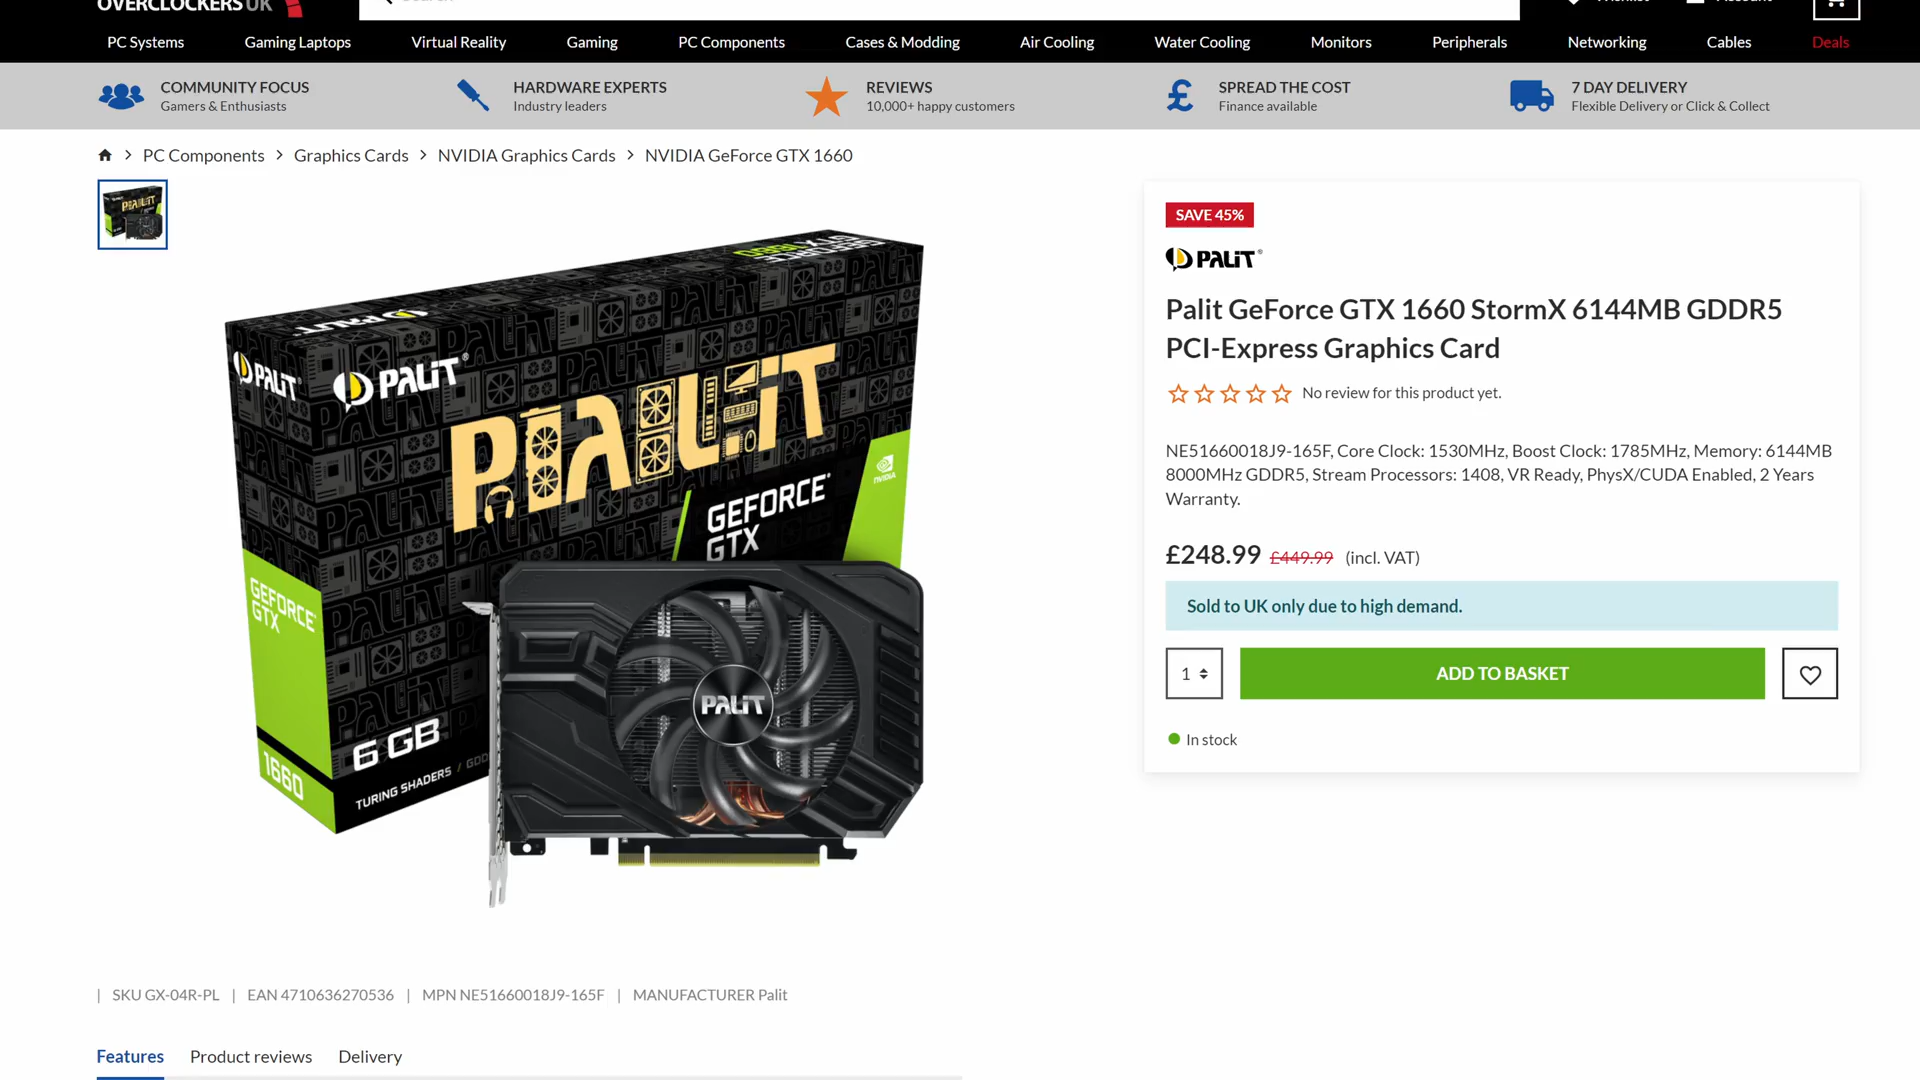 OVERCLOCKERS UK
PC Systems
Gaming Laptops
Virtual Reality
Gaming
PC Components
Cases & Modding
Air Cooling
Water Cooling
Monitors
Peripherals
Networking
Cables
Deals
COMMUNITY FOCUS
Gamers & Enthusiasts
HARDWARE EXPERTS
Industry leaders
REVIEWS
10,000+ happy customers
SPREAD THE COST
Finance available
7 DAY DELIVERY
Flexible Delivery or Click & Collect
PC Components > Graphics Cards > NVIDIA Graphics Cards > NVIDIA GeForce GTX 1660
SAVE 45%
PALiT
Palit GeForce GTX 1660 StormX 6144MB GDDR5
PCI-Express Graphics Card
No review for this product yet.
NE51660018J9-165F, Core Clock: 1530MHz, Boost Clock: 1785MHz, Memory: 6144MB
8000MHz GDDR5, Stream Processors: 1408, VR Ready, PhysX/CUDA Enabled, 2 Years
Warranty.
£248.99 £449.99 (incl. VAT)
Sold to UK only due to high demand.
1
ADD TO BASKET
In stock
GEFORCE
GTX 1660
PALiT
PALiT
PALiT
NVIDIA
GEFORCE
GTX
GEFORCE
GTX
PALiT
6 GB
1660
TURING SHADERS /
| SKU GX-04R-PL | EAN 4710636270536 | MPN NE51660018J9-165F | MANUFACTURER Palit
Features
Product reviews
Delivery